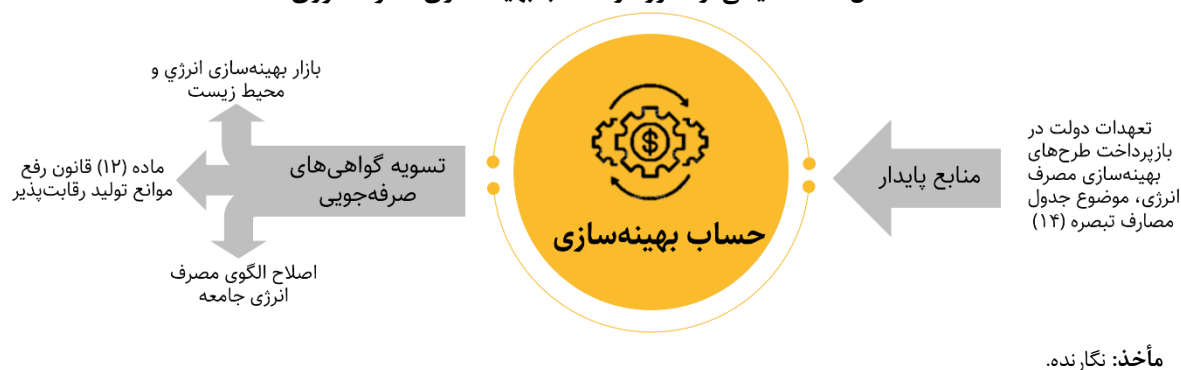 تعهدات دولت در
بازپرداخت طرح‌های
بهینه‌سازی مصرف
انرژی، موضوع جدول
مصارف تبصره (۱۴)
منابع پایدار
$
حساب بهینه‌سازی
تسویه گواهی‌های
صرفه‌جویی
بازار بهینه‌سازی انرژي و
محیط زیست
ماده (۱۲) قانون رفع
موانع تولید رقابت‌پذیر
اصلاح الگوی مصرف
انرژی جامعه
مأخذ: نگارنده.